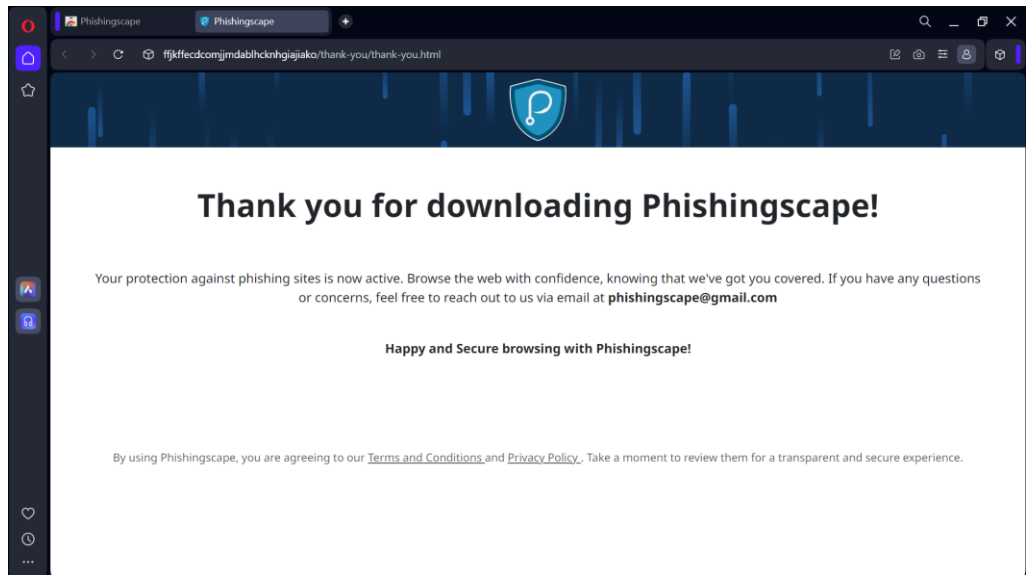 Phishingscape
Phishingscape
ffjkffecdcomjjmdablhcknhgiajiako/thank-you/thank-you.html
Thank you for downloading Phishingscape!
Your protection against phishing sites is now active. Browse the web with confidence, knowing that we've got you covered. If you have any questions
or concerns, feel free to reach out to us via email at phishingscape@gmail.com
Happy and Secure browsing with Phishingscape!
By using Phishingscape, you are agreeing to our Terms and Conditions and Privacy Policy . Take a moment to review them for a transparent and secure experience.